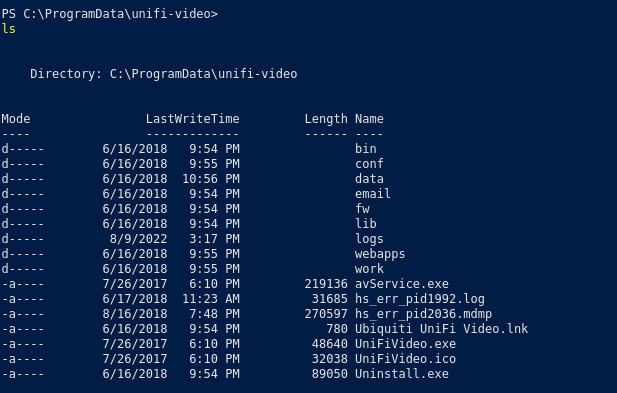 PS C:\ProgramData\unifi-video>
ls
Directory: C:\ProgramData\unifi-video
Mode                LastWriteTime         Length Name
----                -------------         ------ ----
d-----        6/16/2018   9:54 PM                bin
d-----        6/16/2018   9:55 PM                conf
d-----        6/16/2018  10:56 PM                data
d-----        6/16/2018   9:54 PM                email
d-----        6/16/2018   9:54 PM                fw
d-----        6/16/2018   9:54 PM                lib
d-----         8/9/2022   3:17 PM                logs
d-----        6/16/2018   9:55 PM                webapps
d-----        6/16/2018   9:55 PM                work
-a----        7/26/2017   6:10 PM         219136 avService.exe
-a----        6/17/2018  11:23 AM          31685 hs_err_pid1992.log
-a----        8/16/2018   7:48 PM         270597 hs_err_pid2036.mdmp
-a----        6/16/2018   9:54 PM            780 Ubiquiti UniFi Video.lnk
-a----        7/26/2017   6:10 PM          48640 UniFiVideo.exe
-a----        7/26/2017   6:10 PM          32038 UniFiVideo.ico
-a----        6/16/2018   9:54 PM          89050 Uninstall.exe